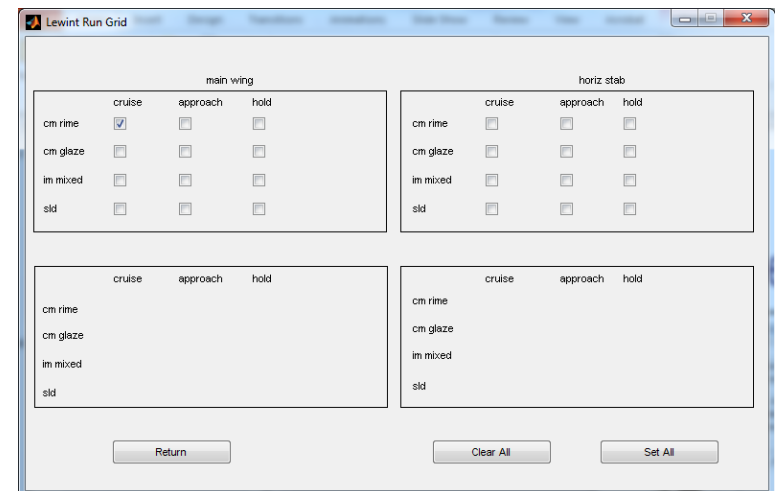 Lewint Run Grid
main wing
horiz stab
cruise approach hold
cm rime
cm glaze
im mixed
sld
cruise approach hold
cm rime
cm glaze
im mixed
sld
cruise approach hold
cm rime
cm glaze
im mixed
sld
cruise approach hold
cm rime
cm glaze
im mixed
sld
Return
Clear All
Set All